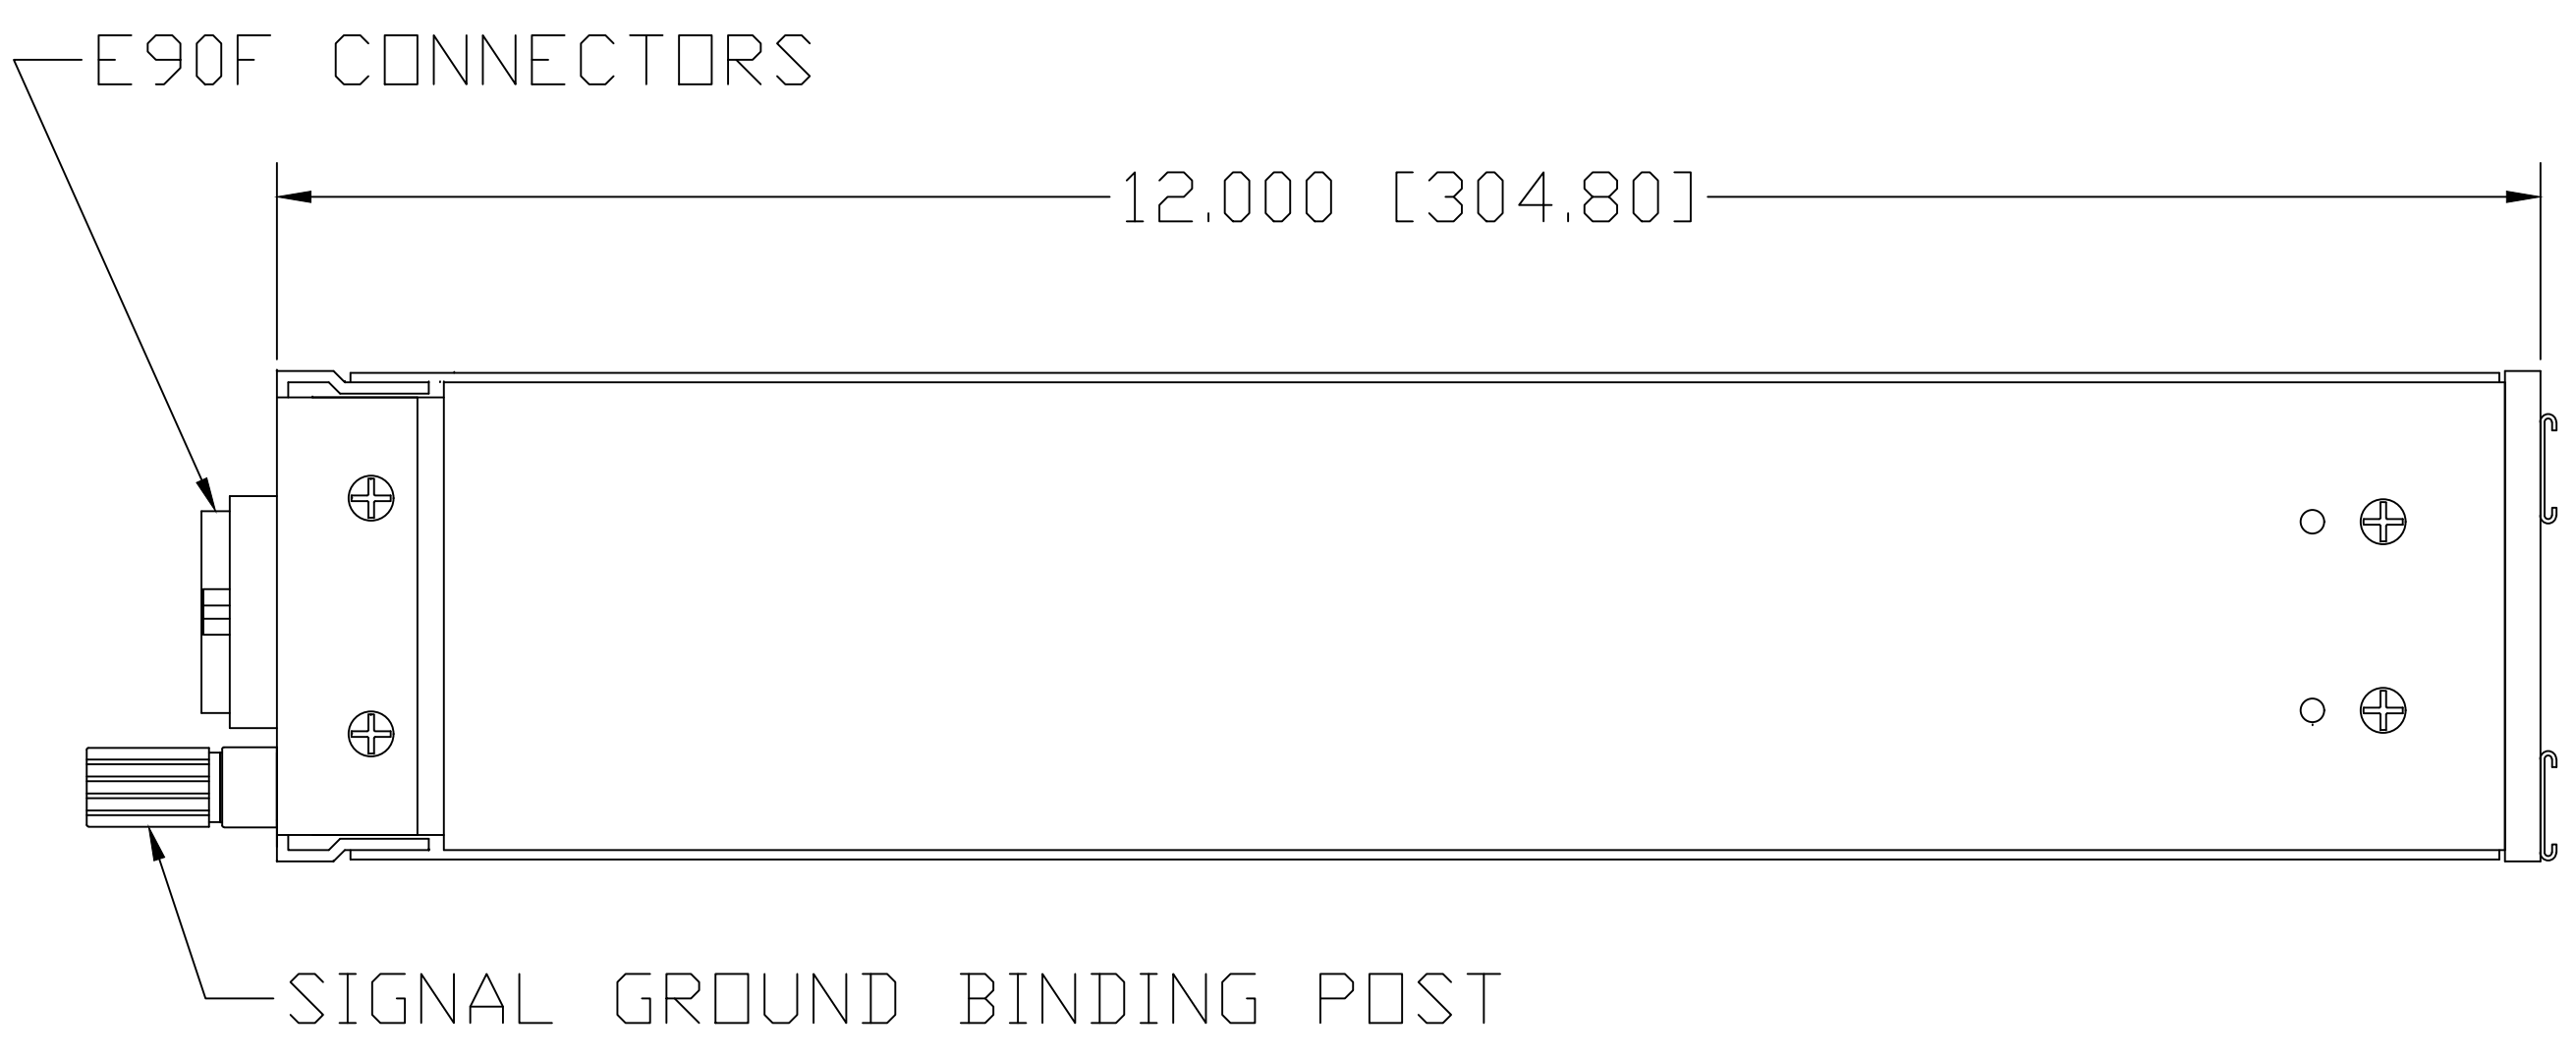 E90F CONNECTORS
12.000 [304.80]
SIGNAL GROUND BINDING POST